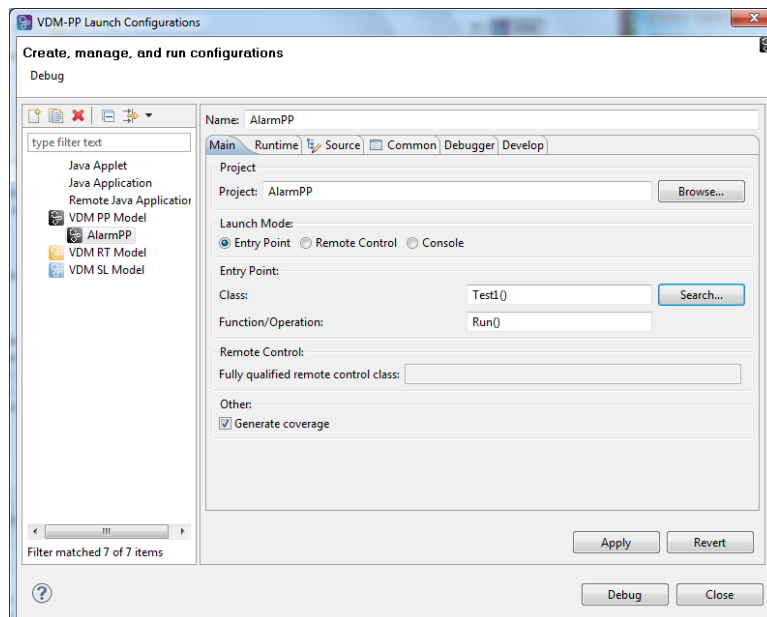 VDM-PP Launch Configurations
Create, manage, and run configurations
Debug
type filter text
Java Applet
Java Application
Remote Java Application
VDM PP Model
AlarmPP
VDM RT Model
VDM SL Model
Filter matched 7 of 7 items
Name: AlarmPP
Main Runtime Source Common Debugger Develop
Project
Project: AlarmPP Browse...
Launch Mode:
Entry Point Remote Control Console
Entry Point:
Class: Test1() Search...
Function/Operation: Run()
Remote Control:
Fully qualified remote control class:
Other:
Generate coverage
Apply Revert
? Debug Close